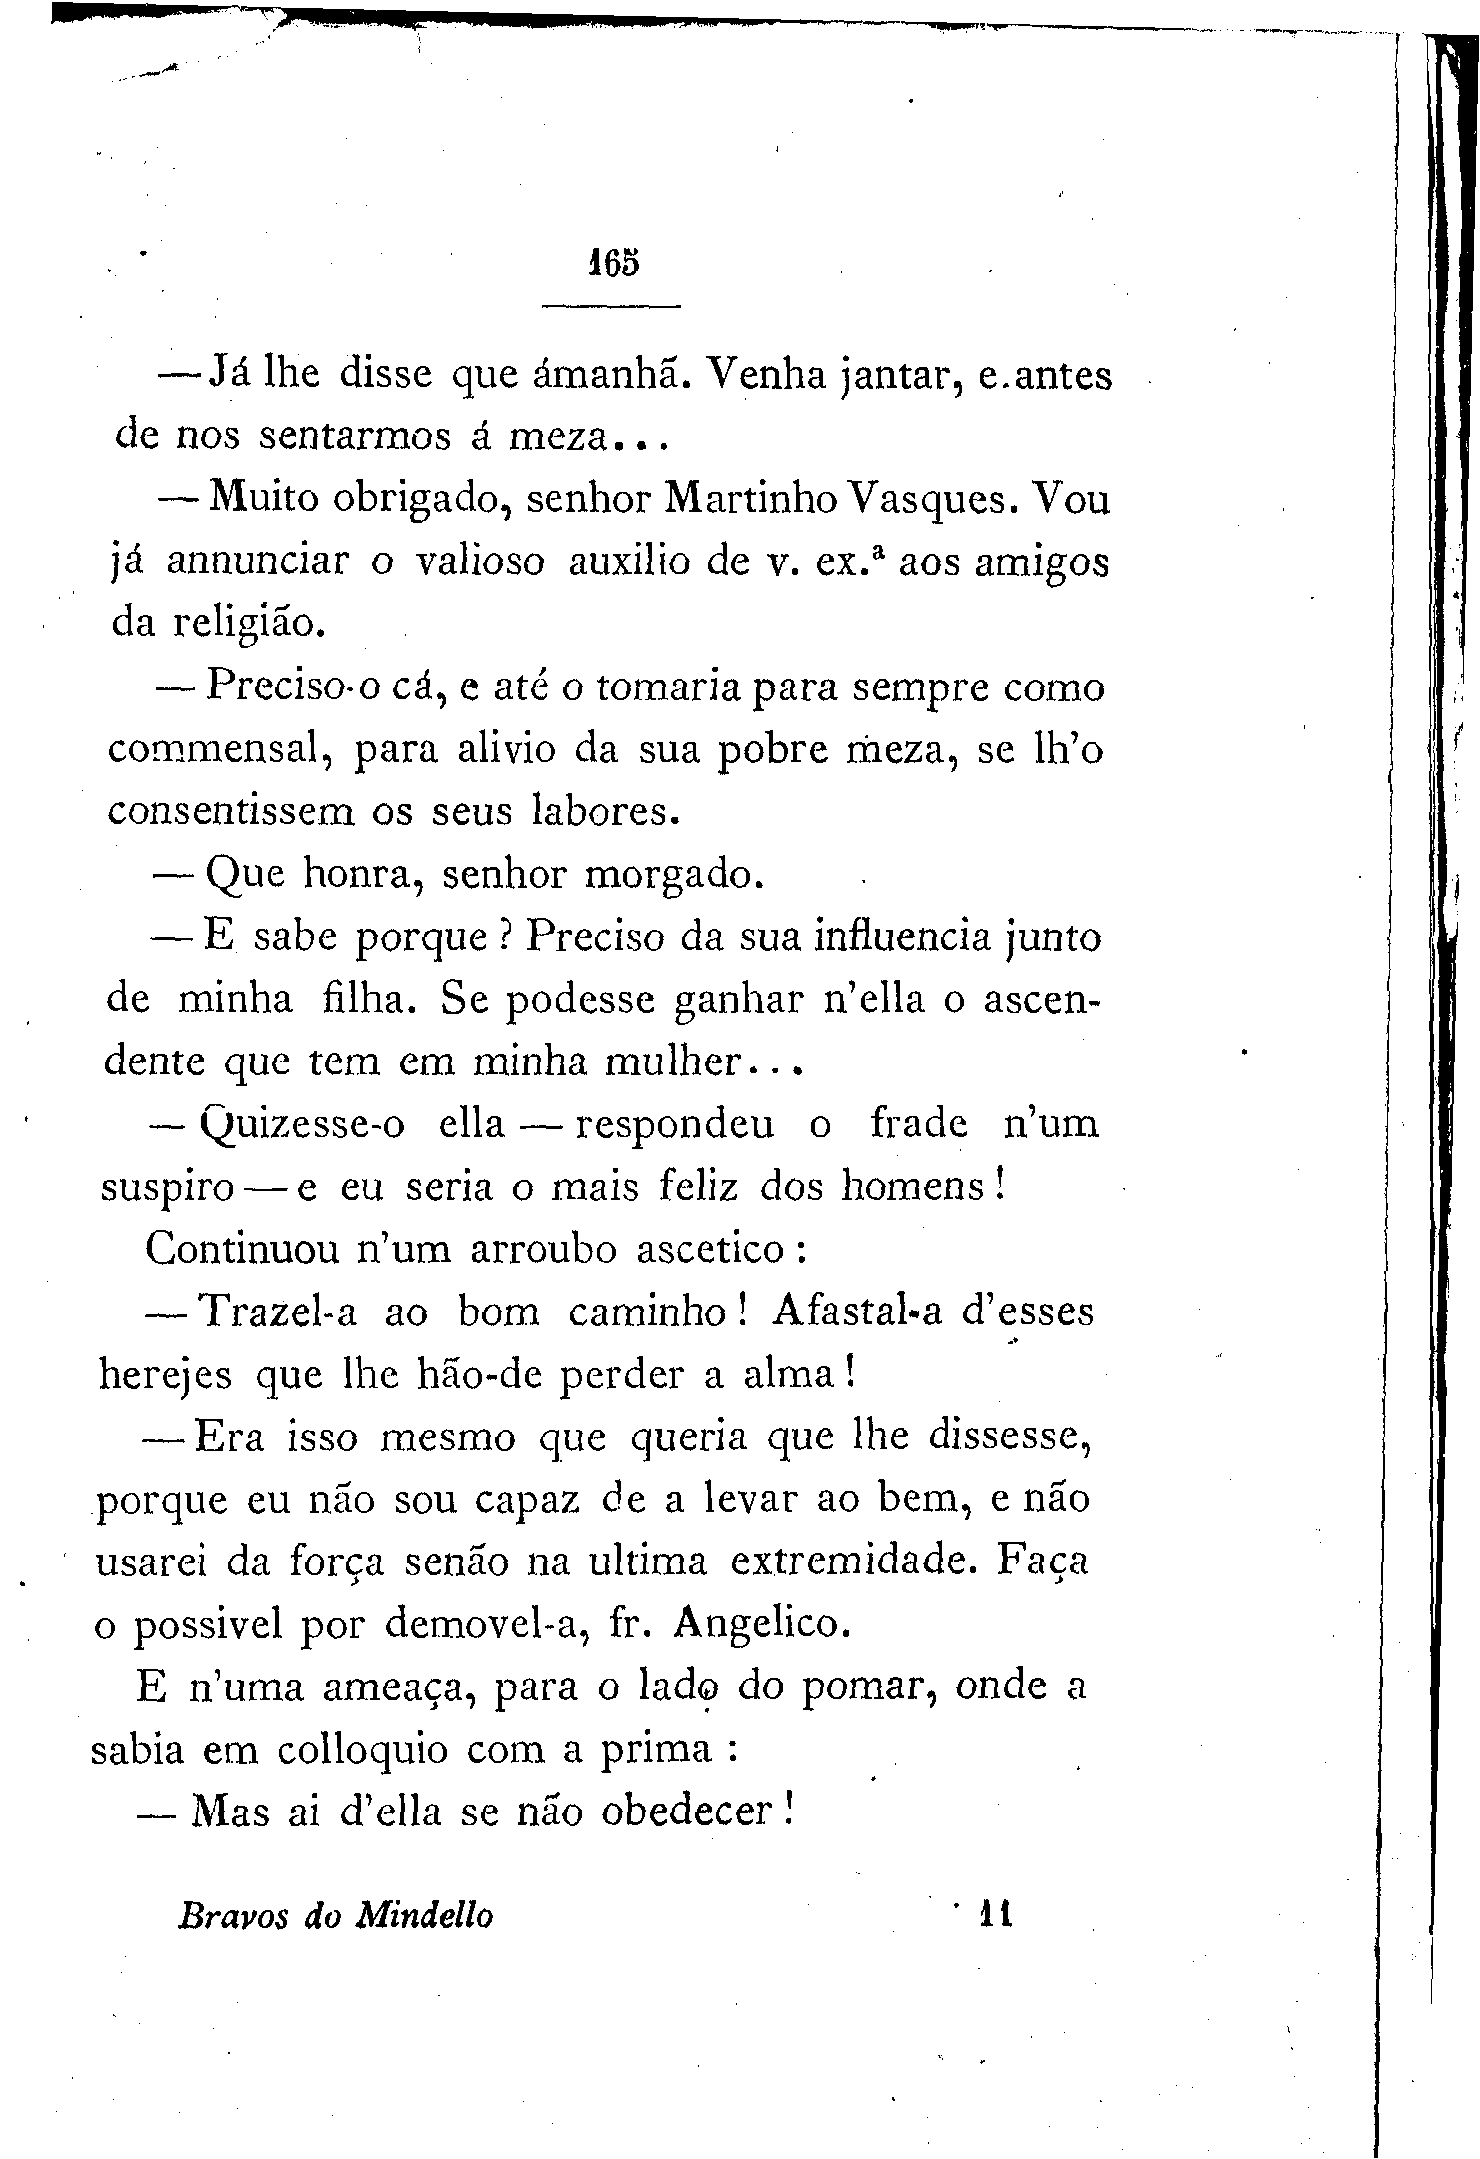 165
—Já lhe disse que ámanhã. Venha jantar, e antes
de nos sentarmos á meza...
— Muito obrigado, senhor Martinho Vasques. Vou
já annunciar o valioso auxilio de v. ex.ª aos amigos
da religião.
— Preciso-o cá, e até o tomaria para sempre como
commensal, para alivio da sua pobre meza, se lh'o
consentissem os seus labores.
— Que honra, senhor morgado.
— E sabe porque ? Preciso da sua influencia junto
de minha filha. Se podesse ganhar n'ella o ascen-
dente que tem em minha mulher...
— Quizesse-o ella — respondeu o frade n'um
suspiro — e eu seria o mais feliz dos homens !
Continuou n'um arroubo ascetico :
— Trazel-a ao bom caminho ! Afastal-a d'esses
herejes que lhe hão-de perder a alma !
— Era isso mesmo que queria que lhe dissesse,
porque eu não sou capaz de a levar ao bem, e não
usarei da força senão na ultima extremidade. Faça
o possivel por demovel-a, fr. Angelico.
E n'uma ameaça, para o lado do pomar, onde a
sabia em colloquio com a prima :
— Mas ai d'ella se não obedecer !
Bravos do Mindello 11